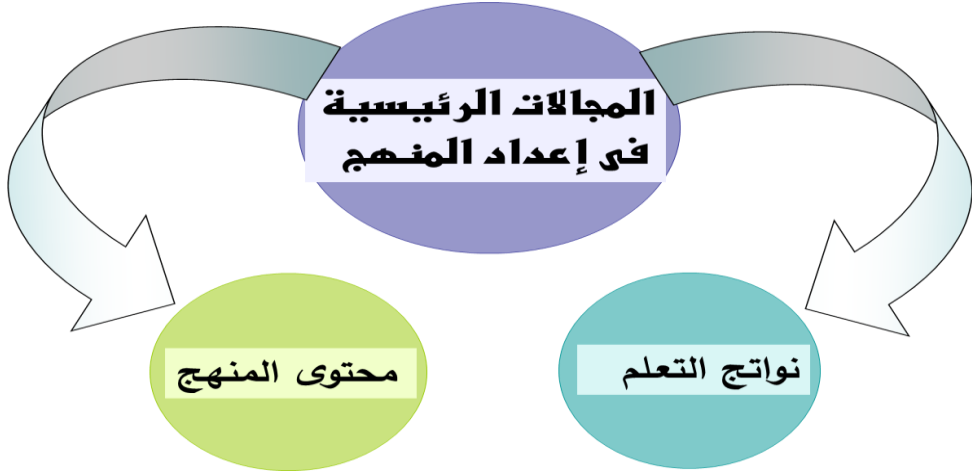 المجالات الرئيسية
فى إعداد المنهج
نواتج التعلم
محتوى المنهج